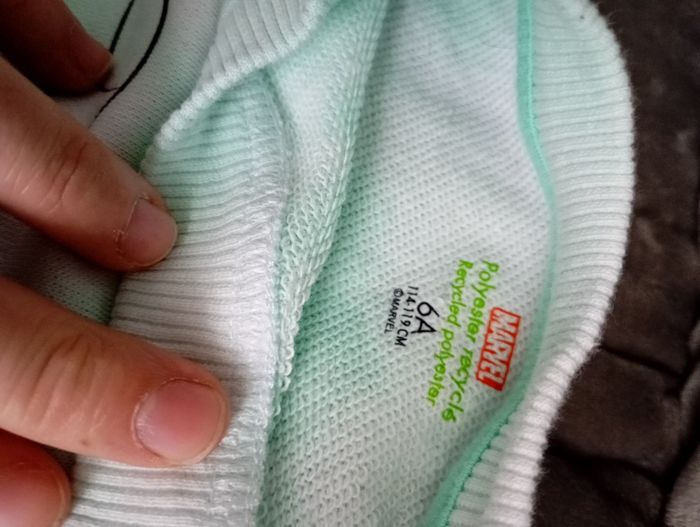 MARVEL
Polyester recyclé
Recycled polyester
6A
114-119 CM
©MARVEL